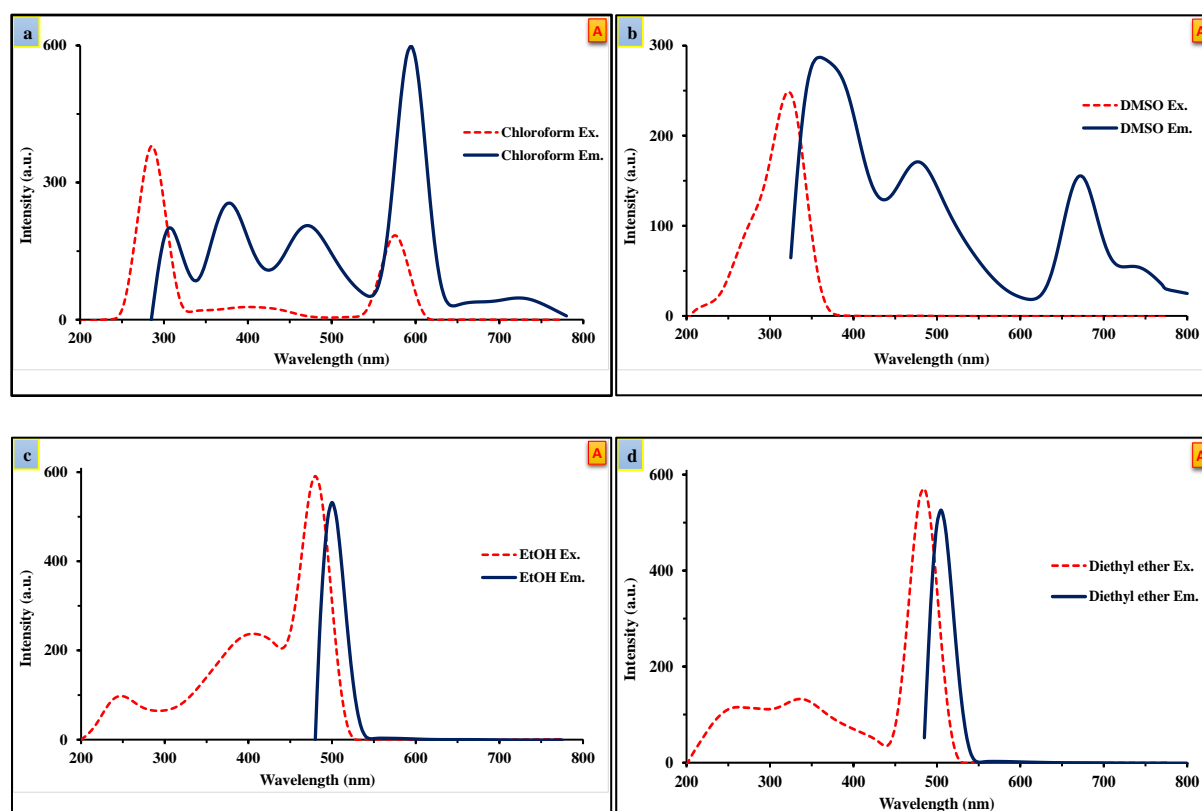 a
A
600
300
0
Intensity (a.u.)
Chloroform Ex.
Chloroform Em.
200 300 400 500 600 700 800
Wavelength (nm)
b
A
300
200
100
0
Intensity (a.u.)
DMSO Ex.
DMSO Em.
200 300 400 500 600 700 800
Wavelength (nm)
c
A
600
400
200
0
Intensity (a.u.)
EtOH Ex.
EtOH Em.
200 300 400 500 600 700 800
Wavelength (nm)
d
A
600
400
200
0
Intensity (a.u.)
Diethyl ether Ex.
Diethyl ether Em.
200 300 400 500 600 700 800
Wavelength (nm)